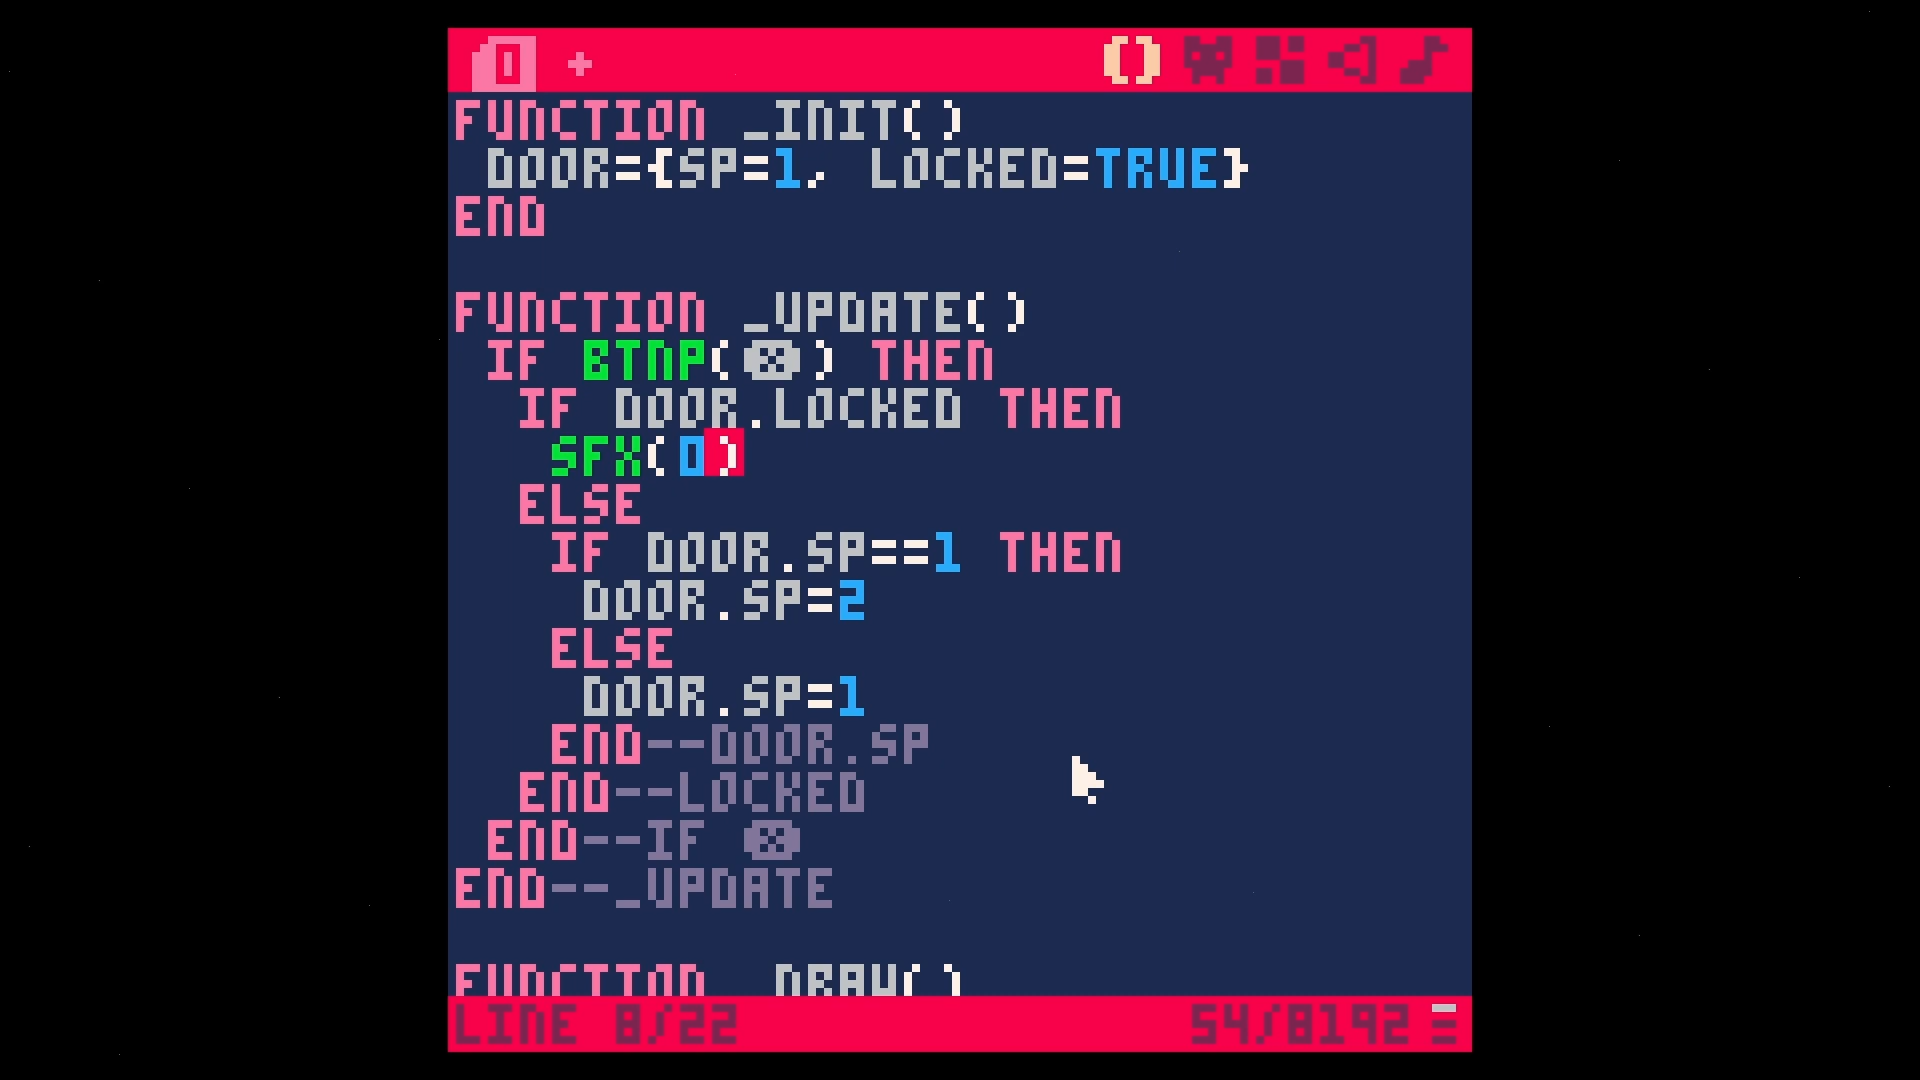 0 +
FUNCTION _INIT()
DOOR={SP=1, LOCKED=TRUE}
END
FUNCTION _UPDATE()
IF BTNP(❎) THEN
IF DOOR.LOCKED THEN
SFX(0)
ELSE
IF DOOR.SP==1 THEN
DOOR.SP=2
ELSE
DOOR.SP=1
END--DOOR.SP
END--LOCKED
END--IF ❎
END--_UPDATE
FUNCTION _DRAW()
LINE 8/22 54/8192